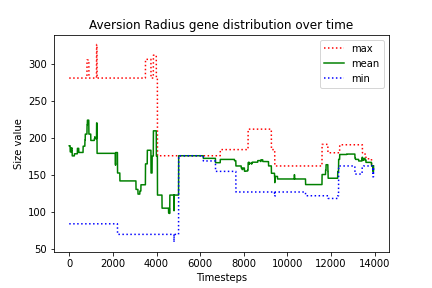 Aversion Radius gene distribution over time
max
mean
min
Size value
300
250
200
150
100
50
0
2000
4000
6000
8000
10000
12000
14000
Timesteps